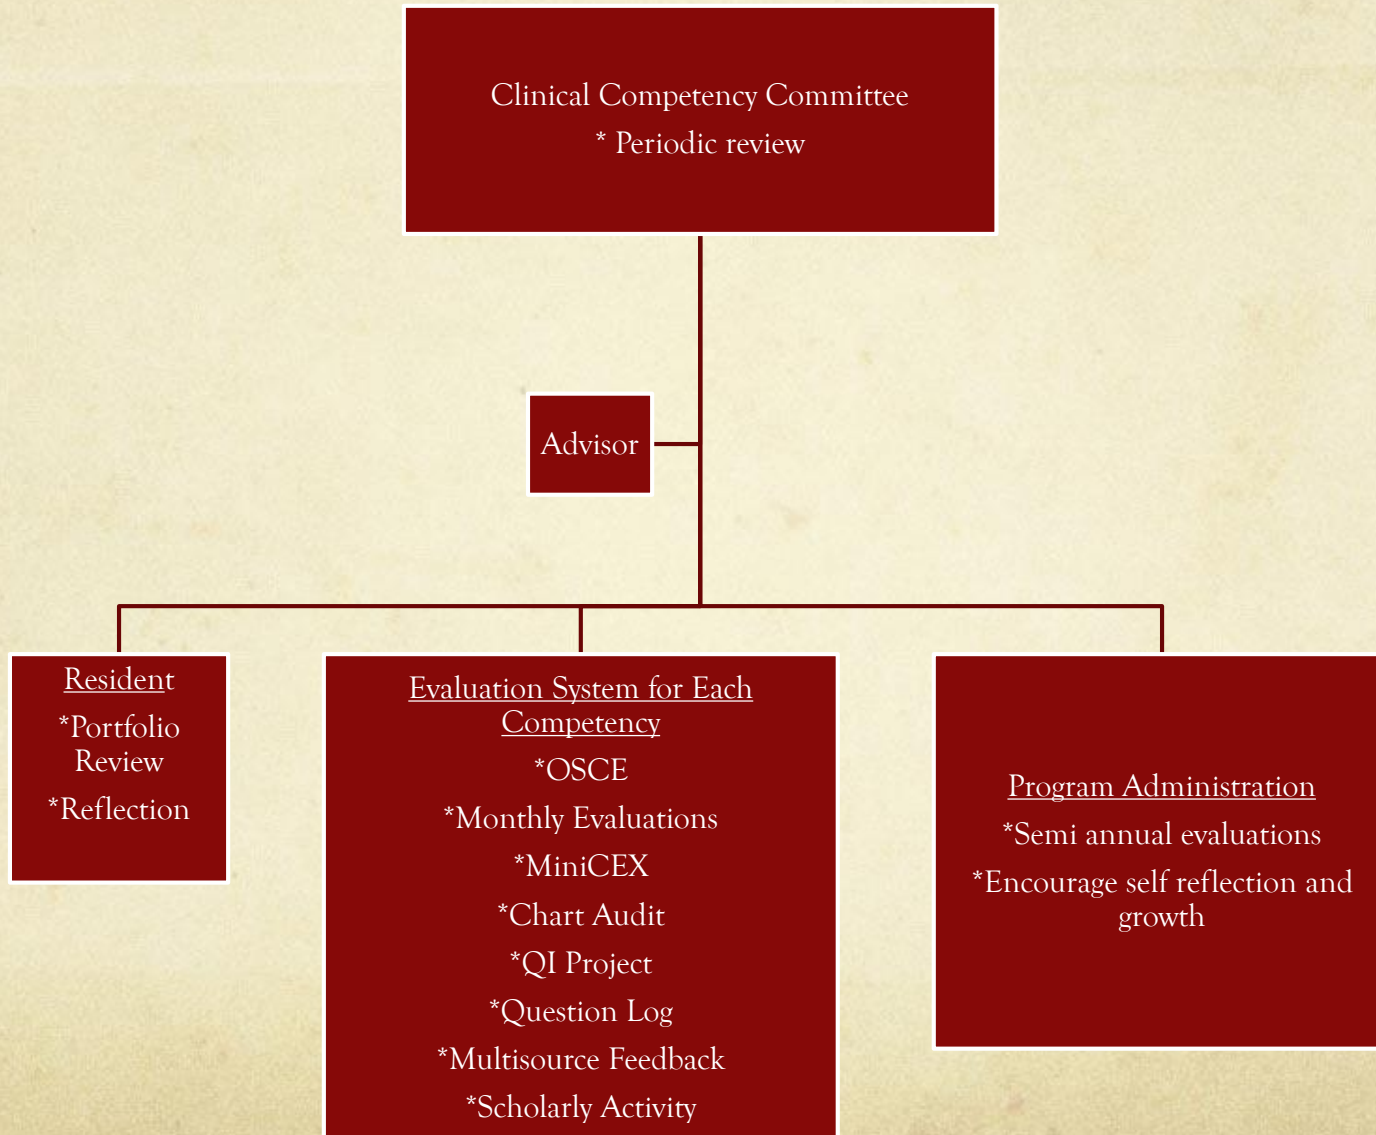 Clinical Competency Committee
* Periodic review
Advisor
Resident
*Portfolio
Review
*Reflection
Evaluation System for Each
Competency
*OSCE
*Monthly Evaluations
*MiniCEX
*Chart Audit
*QI Project
*Question Log
*Multisource Feedback
*Scholarly Activity
Program Administration
*Semi annual evaluations
*Encourage self reflection and
growth